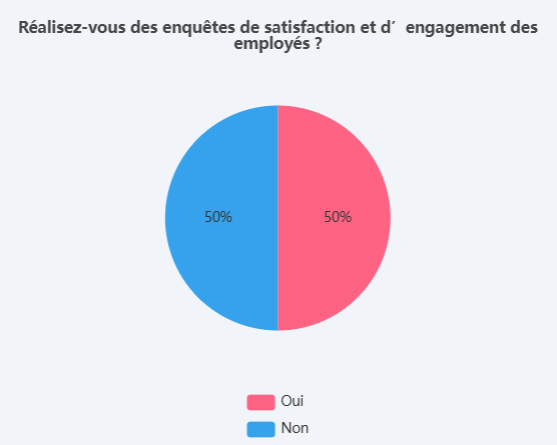 Réalisez-vous des enquêtes de satisfaction et d’ engagement des
employés ?
50%
50%
Oui
Non